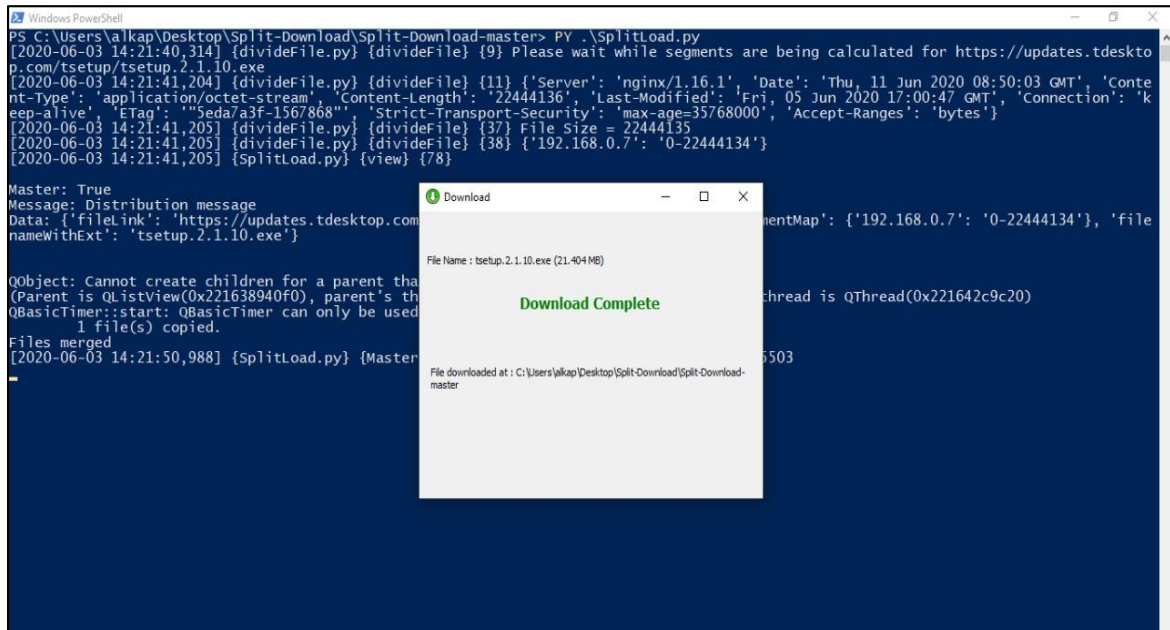 Windows PowerShell
PS C:\Users\alkap\Desktop\Split-Download\Split-Download-master> PY .\SplitLoad.py
[2020-06-03 14:21:40,314] {divideFile.py} {divideFile} {9} Please wait while segments are being calculated for https://updates.tdeskto
p.com/tsetup/tsetup.2.1.10.exe
[2020-06-03 14:21:41,204] {divideFile.py} {divideFile} {11} {'Server': 'nginx/1.16.1', 'Date': 'Thu, 11 Jun 2020 08:50:03 GMT', 'Conte
nt-Type': 'application/octet-stream', 'Content-Length': '22444136', 'Last-Modified': 'Fri, 05 Jun 2020 17:00:47 GMT', 'Connection': 'k
eep-alive', 'ETag': '"5eda7a3f-1567868"', 'Strict-Transport-Security': 'max-age=35768000', 'Accept-Ranges': 'bytes'}
[2020-06-03 14:21:41,205] {divideFile.py} {divideFile} {37} File Size = 22444135
[2020-06-03 14:21:41,205] {divideFile.py} {divideFile} {38} {'192.168.0.7': '0-22444134'}
[2020-06-03 14:21:41,205] {SplitLoad.py} {view} {78}
Master: True
Message: Distribution message
Data: {'fileLink': 'https://updates.tdesktop.com mentMap': {'192.168.0.7': '0-22444134'}, 'file
nameWithExt': 'tsetup.2.1.10.exe'}
QObject: Cannot create children for a parent tha
(Parent is QListView(0x221638940f0), parent's th thread is QThread(0x221642c9c20)
QBasicTimer::start: QBasicTimer can only be used
1 file(s) copied.
Files merged
[2020-06-03 14:21:50,988] {SplitLoad.py} {Master 5503
Download
File Name : tsetup.2.1.10.exe (21.404 MB)
Download Complete
File downloaded at : C:\Users\alkap\Desktop\Split-Download\Split-Download-
master